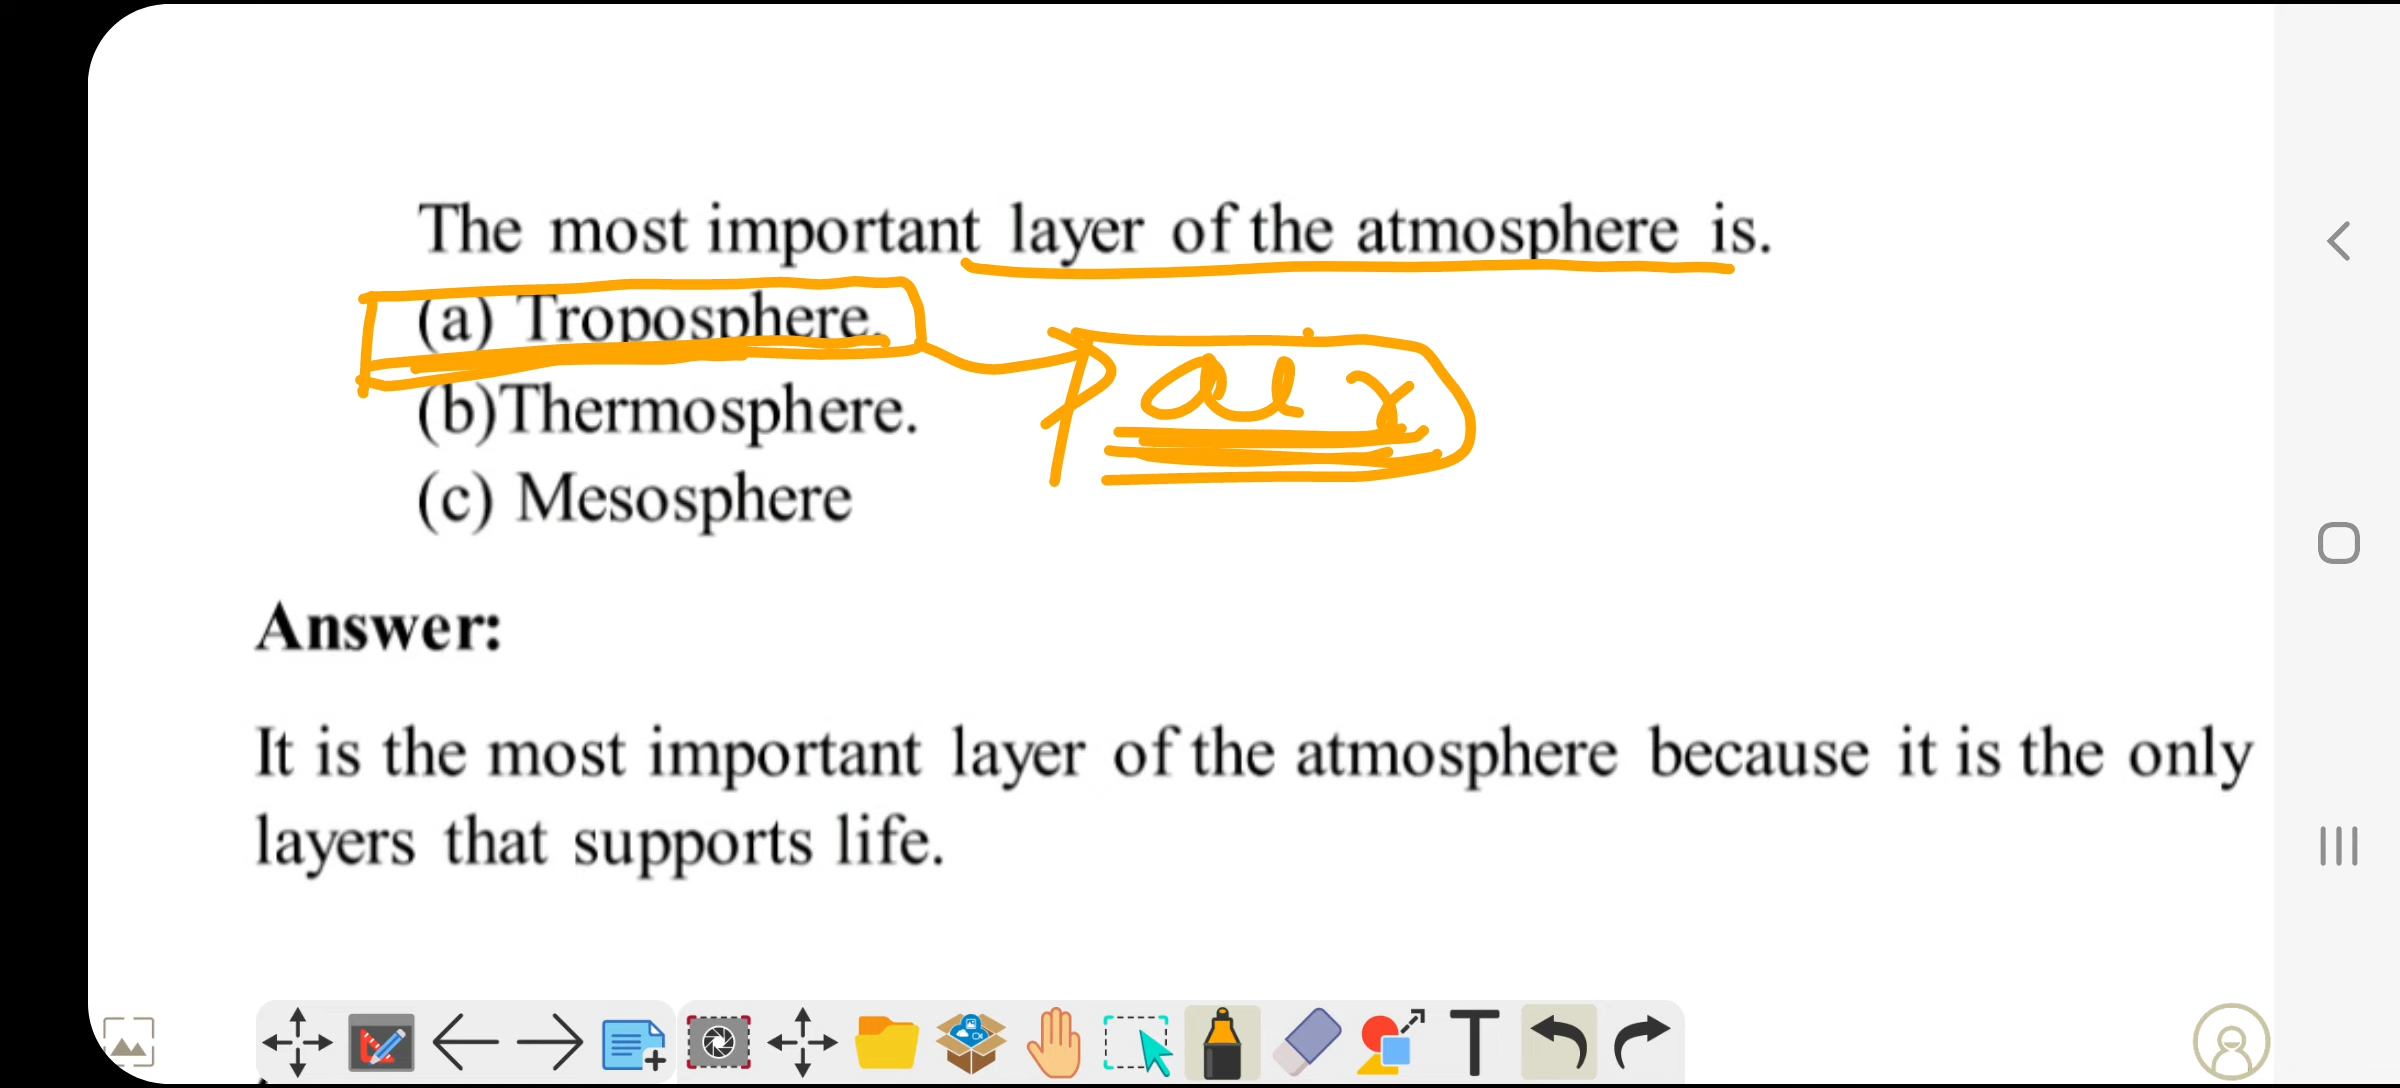 The most important layer of the atmosphere is.
(a) Troposphere.
(b)Thermosphere.
(c) Mesosphere
Answer:
It is the most important layer of the atmosphere because it is the only
layers that supports life.